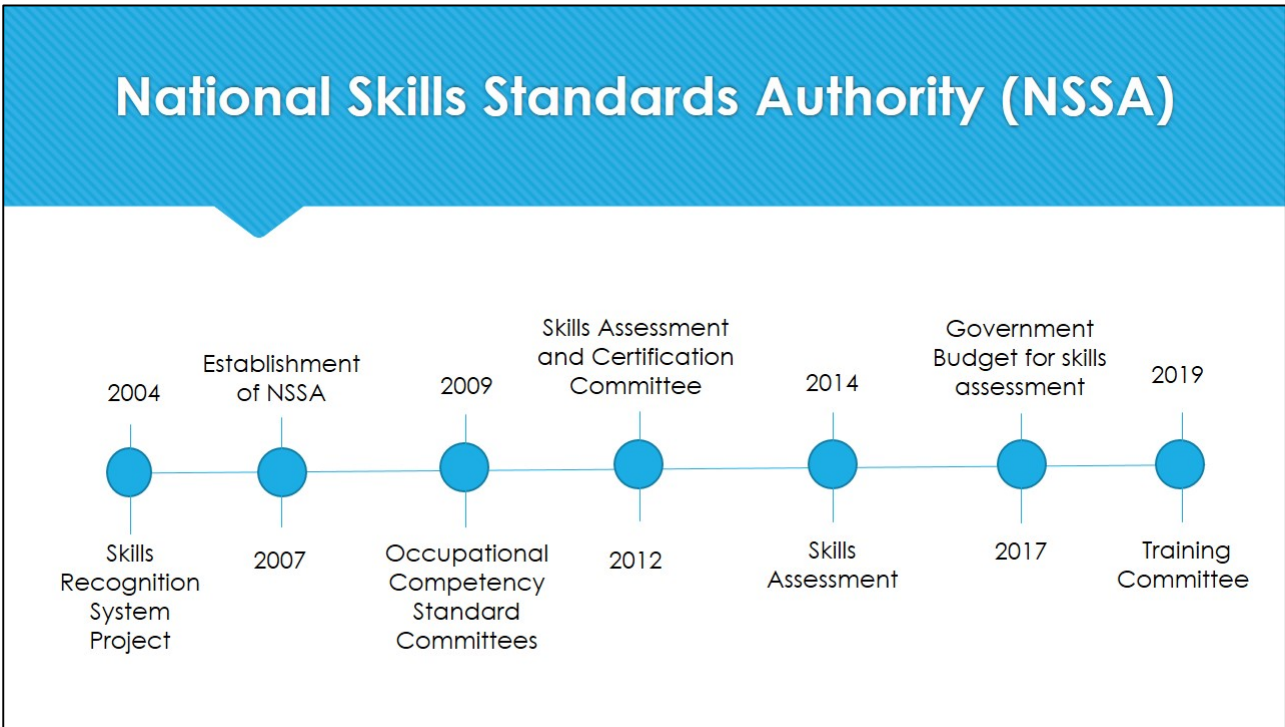 National Skills Standards Authority (NSSA)
2004
Skills
Recognition
System
Project
Establishment
of NSSA
2007
2009
Occupational
Competency
Standard
Committees
Skills Assessment
and Certification
Committee
2012
2014
Skills
Assessment
Government
Budget for skills
assessment
2017
2019
Training
Committee